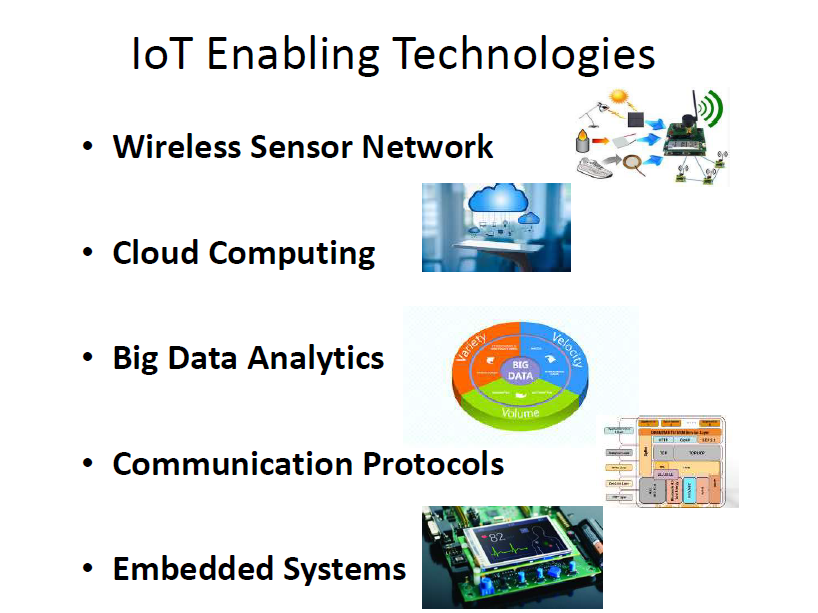 IoT Enabling Technologies
• Wireless Sensor Network
• Cloud Computing
• Big Data Analytics
Variety
Velocity
BIG
DATA
Volume
• Communication Protocols
• Embedded Systems
82